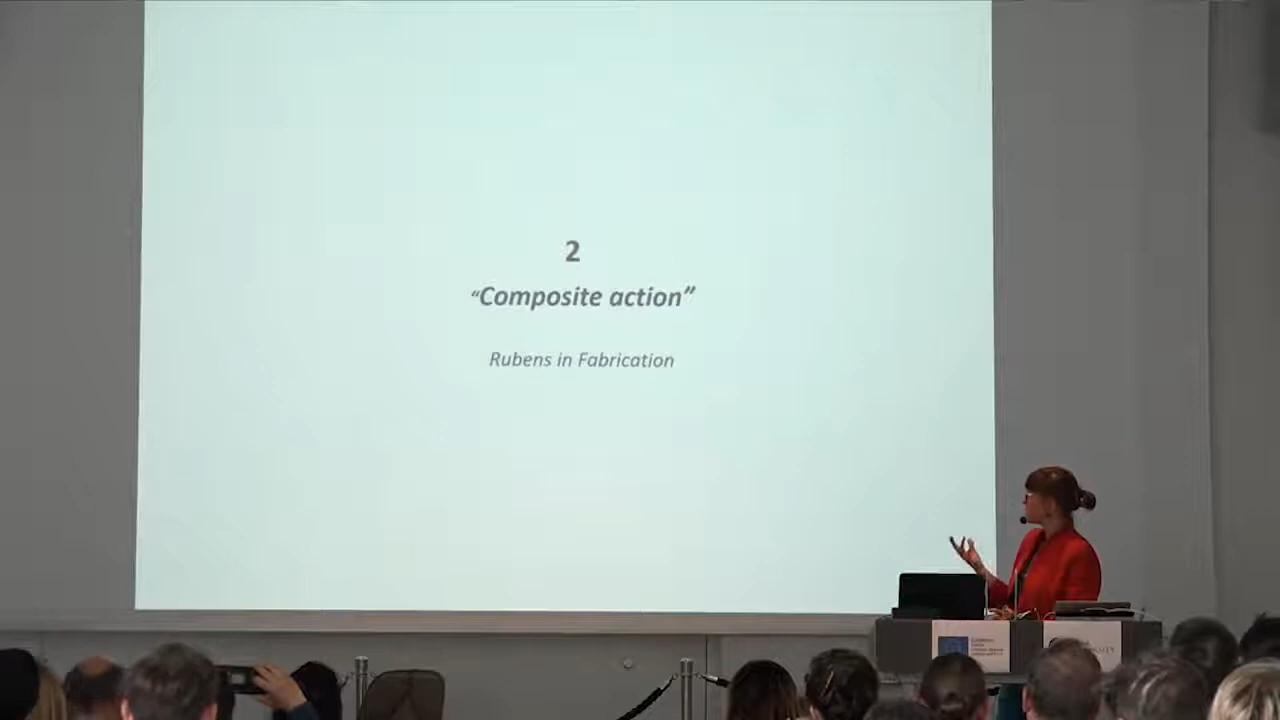 2
“Composite action”
Rubens in Fabrication